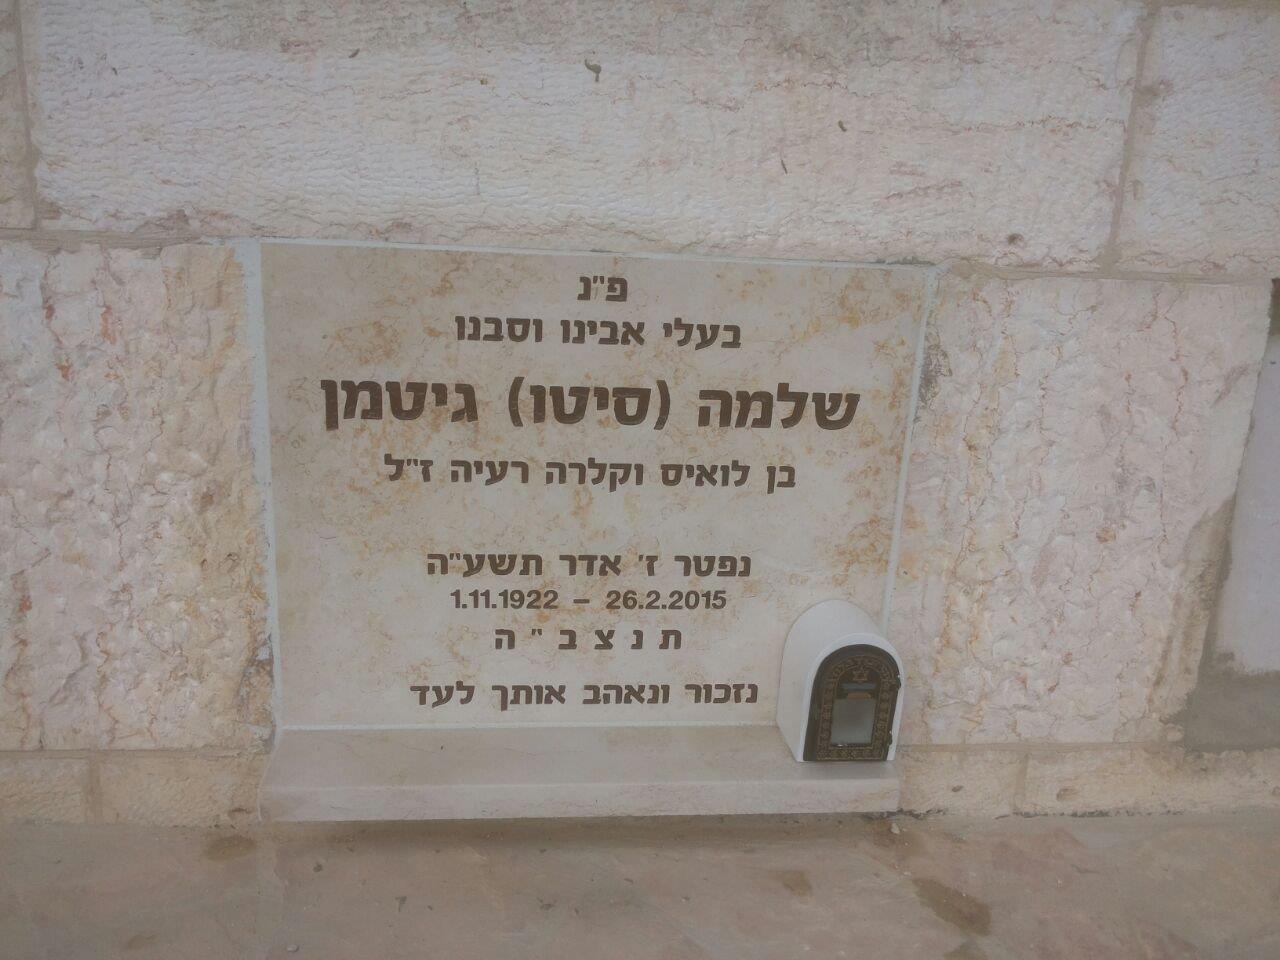 פ"נ
בעלי אבינו וסבנו
שלמה (סיטו) גיטמן
בן לואיס וקלרה רעיה ז"ל
נפטר ז' אדר תשע"ה
1.11.1922 – 26.2.2015
ת נ צ ב " ה
נזכור ונאהב אותך לעד